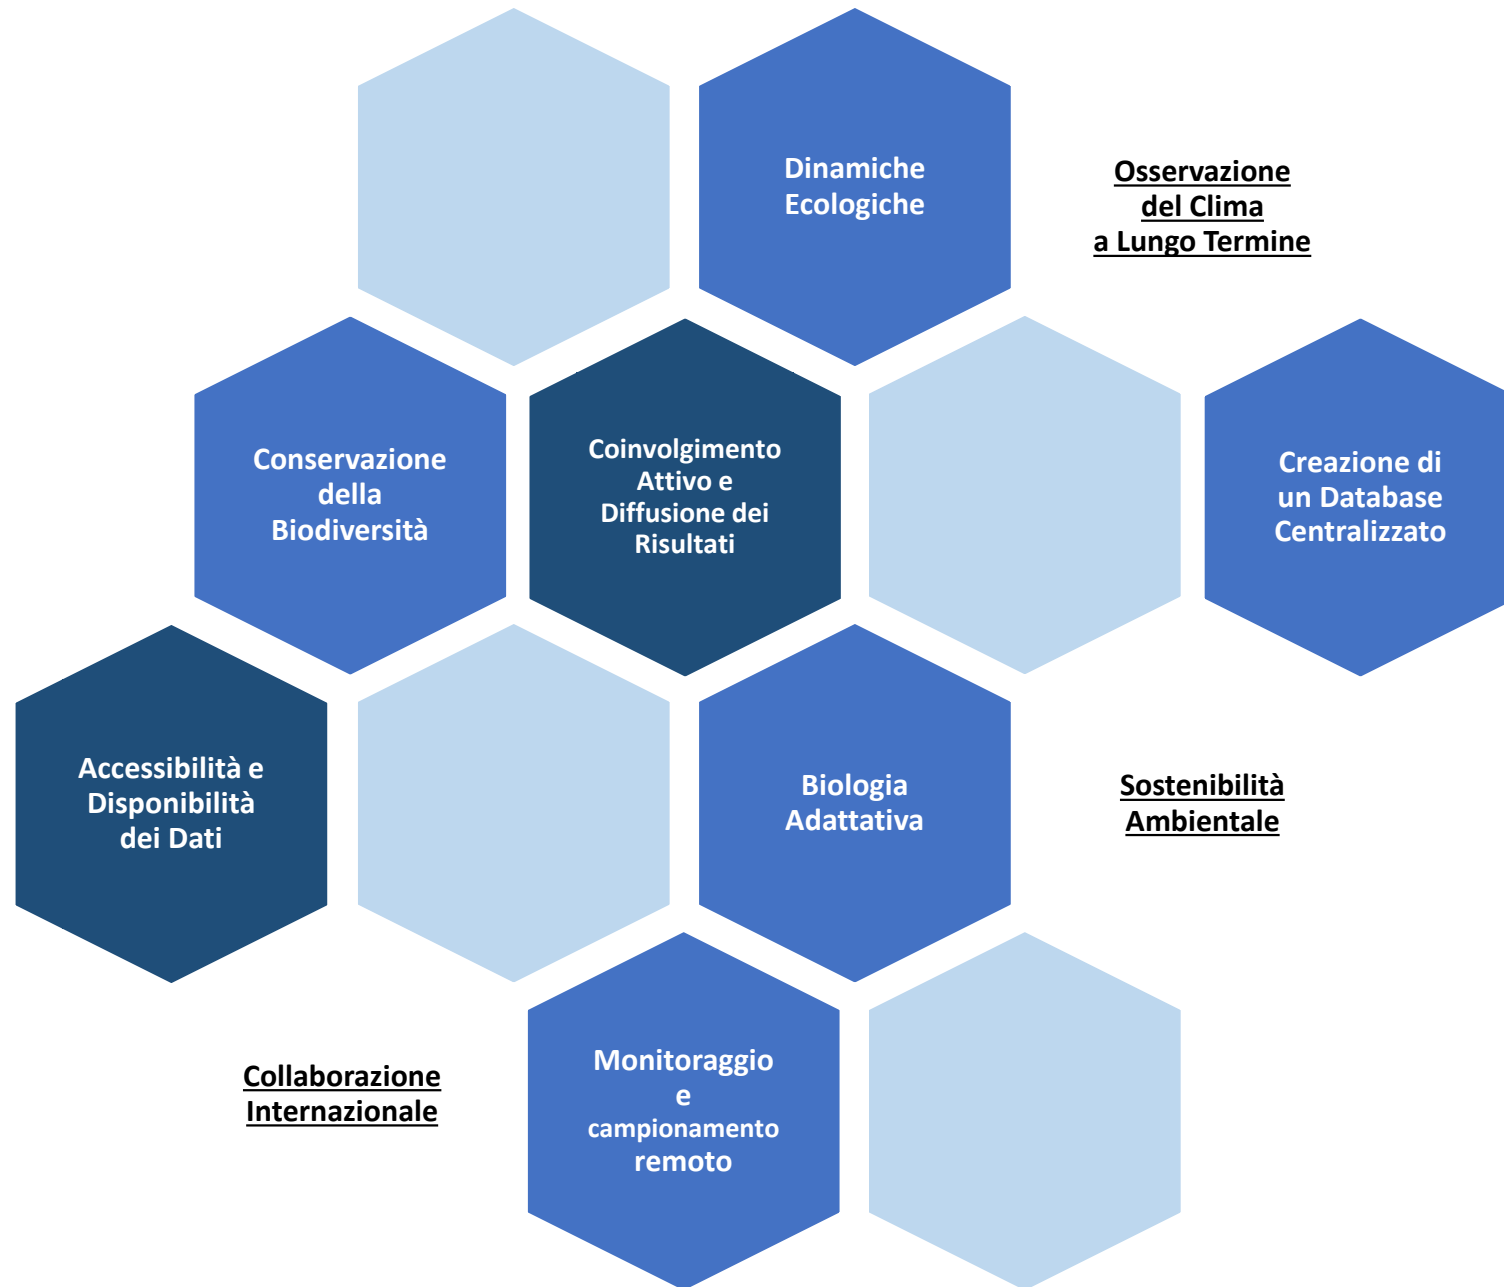 Dinamiche
Ecologiche
Osservazione
del Clima
a Lungo Termine
Conservazione
della
Biodiversità
Coinvolgimento
Attivo e
Diffusione dei
Risultati
Creazione di
un Database
Centralizzato
Accessibilità e
Disponibilità
dei Dati
Biologia
Adattativa
Sostenibilità
Ambientale
Collaborazione
Internazionale
Monitoraggio
e
campionamento
remoto